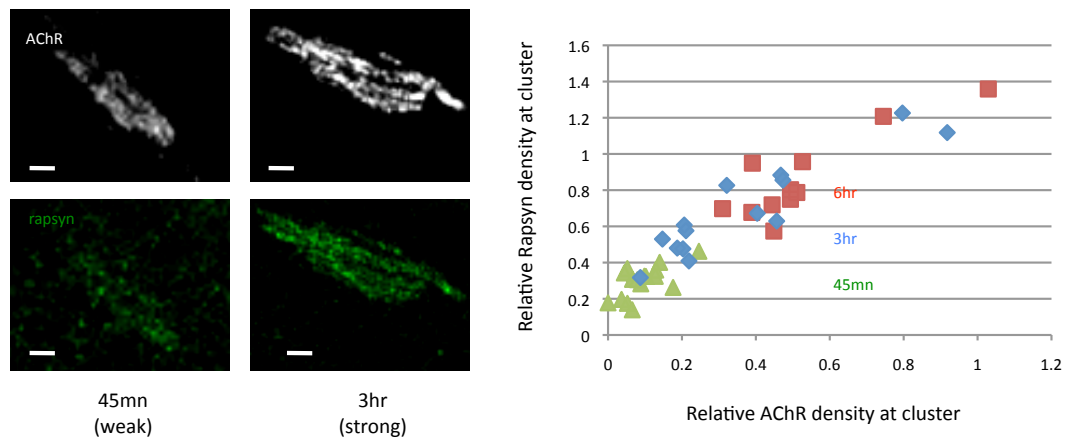 AChR
rapsyn
45mn
(weak)
3hr
(strong)
Relative Rapsyn density at cluster
1.6
1.4
1.2
1
0.8
0.6
0.4
0.2
0
6hr
3hr
45mn
0 0.2 0.4 0.6 0.8 1 1.2
Relative AChR density at cluster